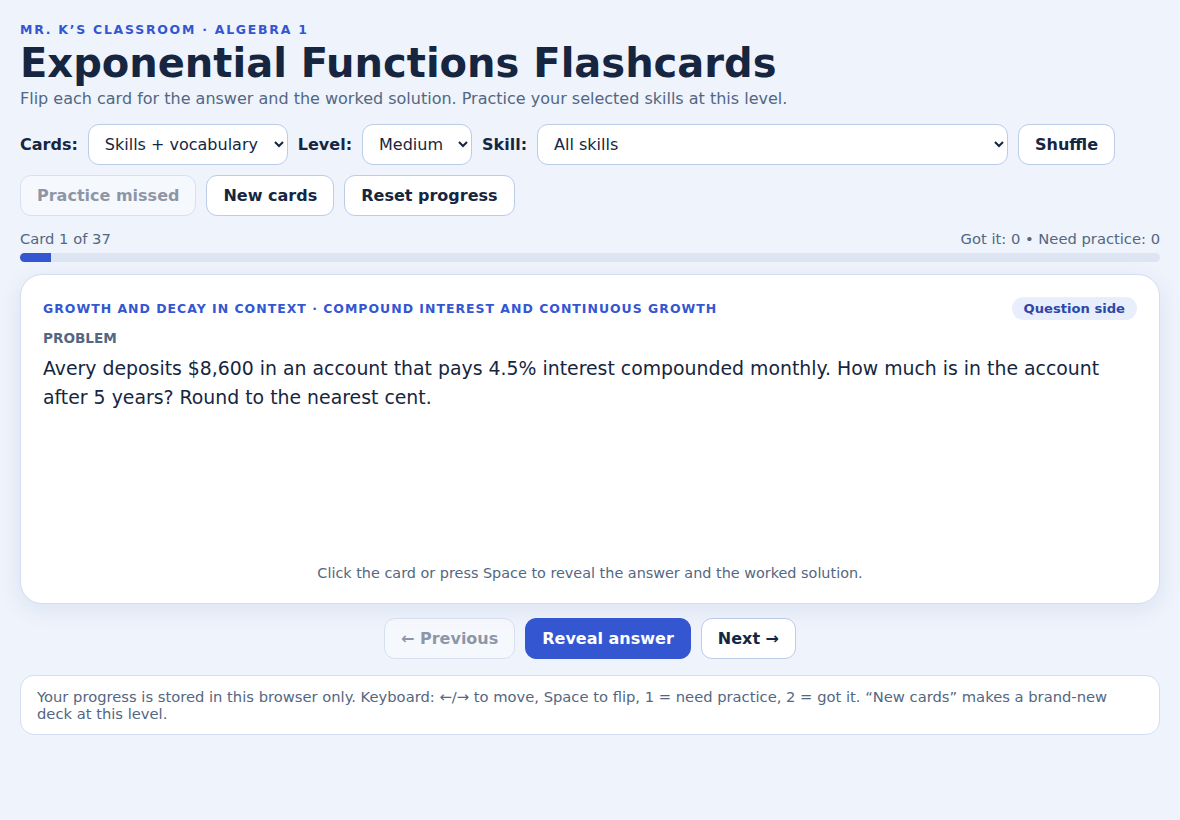 MR. K’S CLASSROOM · ALGEBRA 1
Exponential Functions Flashcards
Flip each card for the answer and the worked solution. Practice your selected skills at this level.
Cards: Skills + vocabulary Level: Medium Skill: All skills Shuffle
Practice missed New cards Reset progress
Card 1 of 37 Got it: 0 • Need practice: 0
GROWTH AND DECAY IN CONTEXT · COMPOUND INTEREST AND CONTINUOUS GROWTH Question side
PROBLEM
Avery deposits $8,600 in an account that pays 4.5% interest compounded monthly. How much is in the account
after 5 years? Round to the nearest cent.
Click the card or press Space to reveal the answer and the worked solution.
← Previous Reveal answer Next →
Your progress is stored in this browser only. Keyboard: ←/→ to move, Space to flip, 1 = need practice, 2 = got it. “New cards” makes a brand-new
deck at this level.